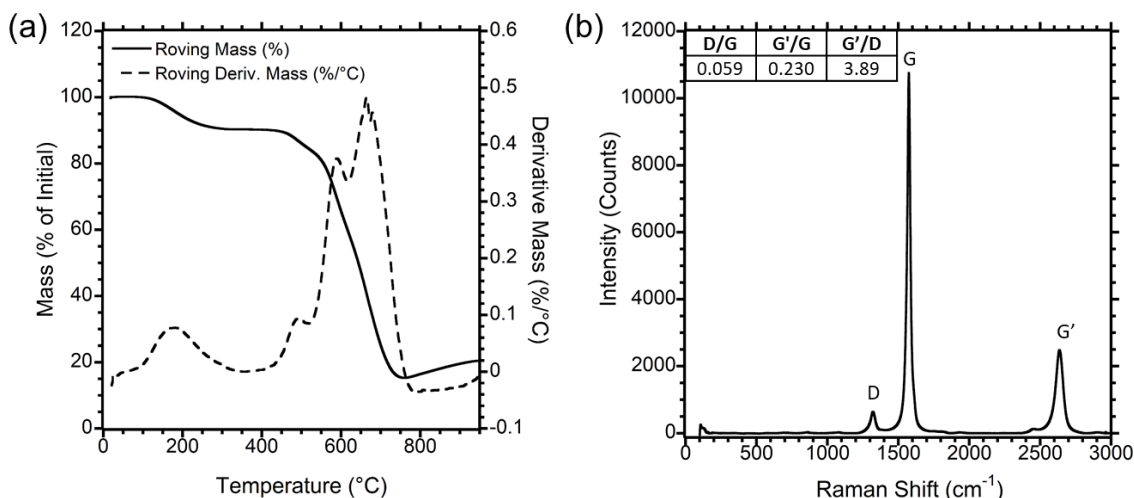 (a)
Roving Mass (%)
Roving Deriv. Mass (%/°C)
Mass (% of Initial)
120
100
80
60
40
20
0
Derivative Mass (%/°C)
0.6
0.5
0.4
0.3
0.2
0.1
0
-0.1
0 200 400 600 800
Temperature (°C)
(b)
D/G G'/G G’/D
0.059 0.230 3.89
Intensity (Counts)
12000
10000
8000
6000
4000
2000
0
G
D
G’
0 500 1000 1500 2000 2500 3000
Raman Shift (cm⁻¹)